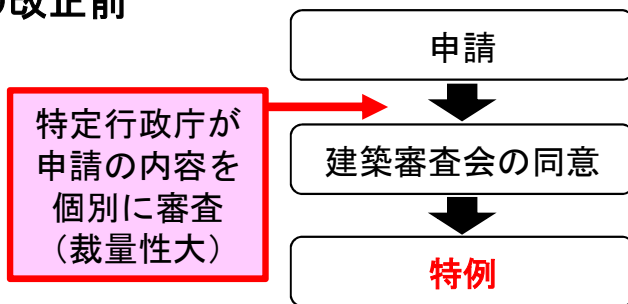 改正前
申請
特定行政庁が
申請の内容を
個別に審査
（裁量性大）
建築審査会の同意
特例